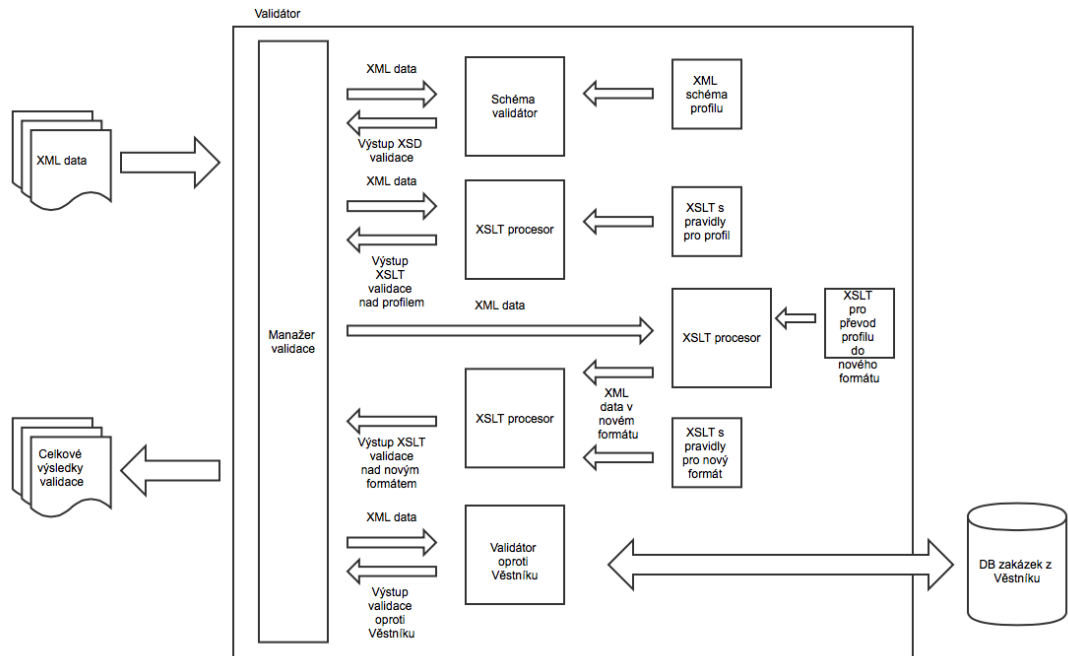 Validátor
XML data
Manažer
validace
XML data
Výstup XSD
validace
Schéma
validátor
XML
schéma
profilu
XML data
Výstup
XSLT
validace
nad profilem
XSLT procesor
XSLT s
pravidly
pro profil
XML data
XSLT procesor
XSLT
pro
převod
profilu
do
nového
formátu
XML
data v
novém
formátu
XSLT procesor
Výstup XSLT
validace
nad novým
formátem
XSLT s
pravidly
pro nový
formát
Celkové
výsledky
validace
XML data
Výstup
validace
oproti
Věstníku
Validátor
oproti
Věstníku
DB zakázek z
Věstníku